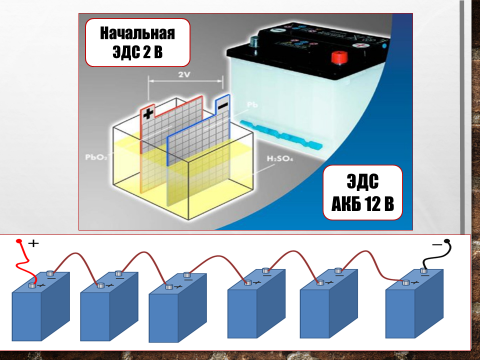 Начальная
ЭДС 2 В
2V
+
−
Pb
PbO₂
H₂SO₄
ЭДС
АКБ 12 В
+
−